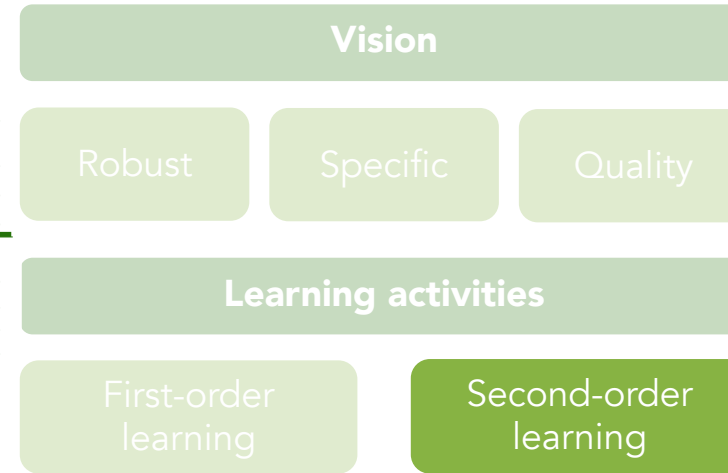 Vision
Robust
Specific
Quality
Learning activities
First-order
learning
Second-order
learning